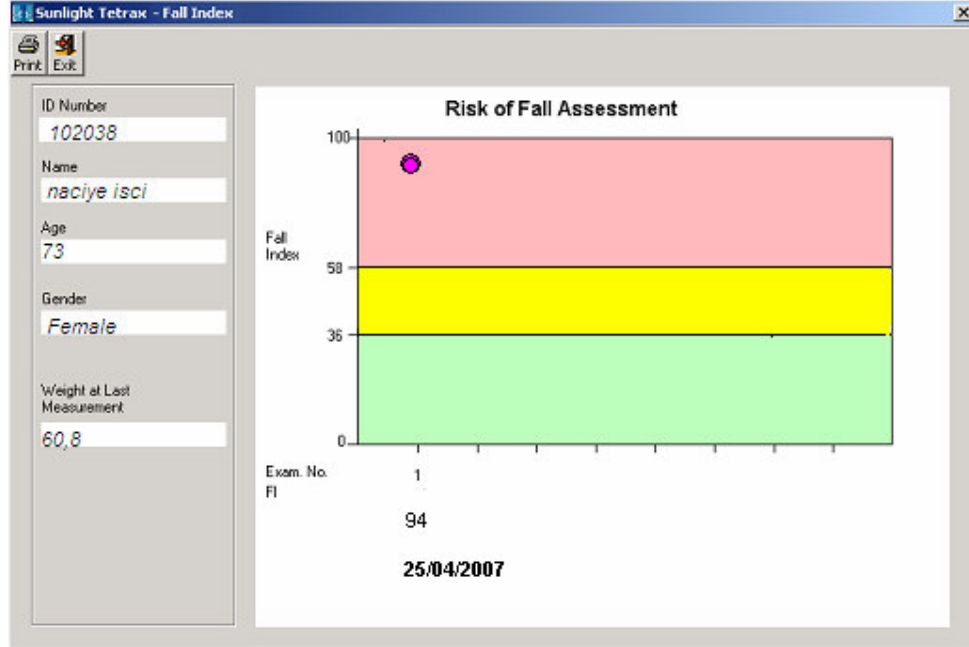 Sunlight Tetrax - Fall Index
Print Exit
ID Number
102038
Name
naciye isci
Age
73
Gender
Female
Weight at Last
Measurement
60,8
Risk of Fall Assessment
100
Fall
Index
58
36
0
Exam. No.
1
FI
94
25/04/2007